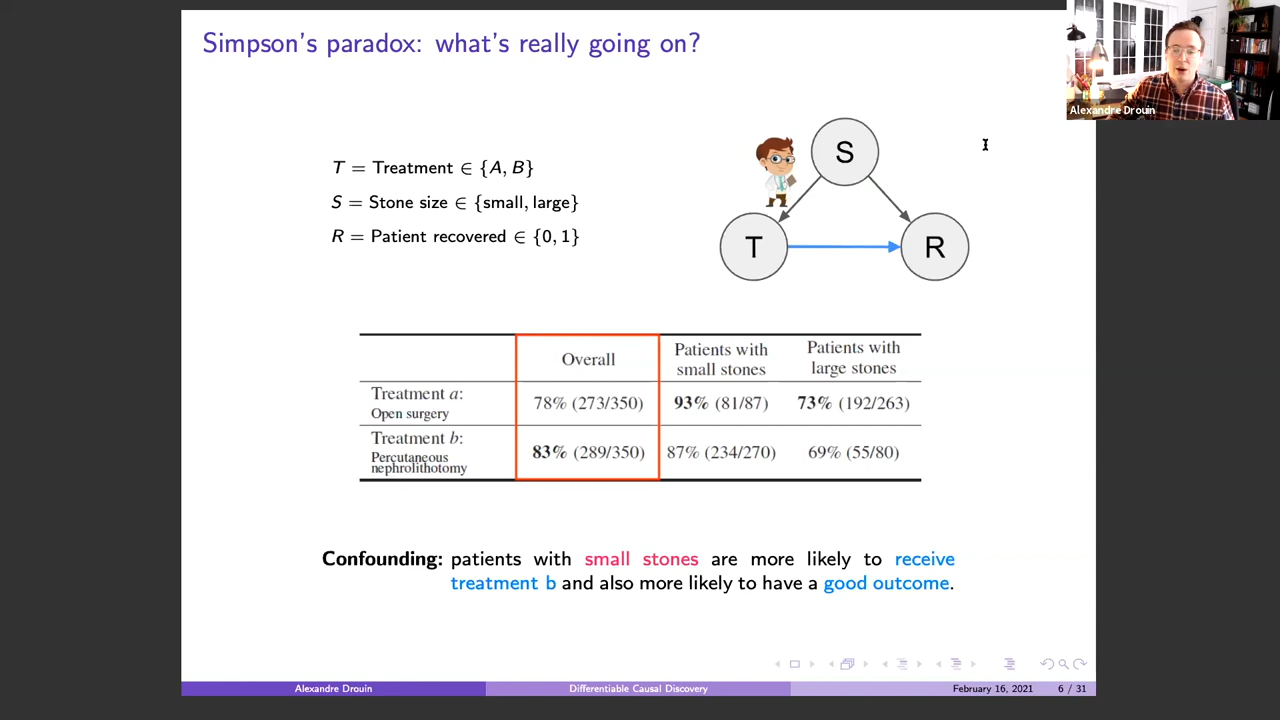 Simpson's paradox: what's really going on?
Alexandre Drouin
T = Treatment ∈ {A, B}
S = Stone size ∈ {small, large}
R = Patient recovered ∈ {0, 1}
S
T
R
Overall
Patients with
small stones
Patients with
large stones
Treatment a:
Open surgery
78% (273/350)
93% (81/87)
73% (192/263)
Treatment b:
Percutaneous
nephrolithotomy
83% (289/350)
87% (234/270)
69% (55/80)
Confounding: patients with small stones are more likely to receive
treatment b and also more likely to have a good outcome.
Alexandre Drouin
Differentiable Causal Discovery
February 16, 2021
6 / 31